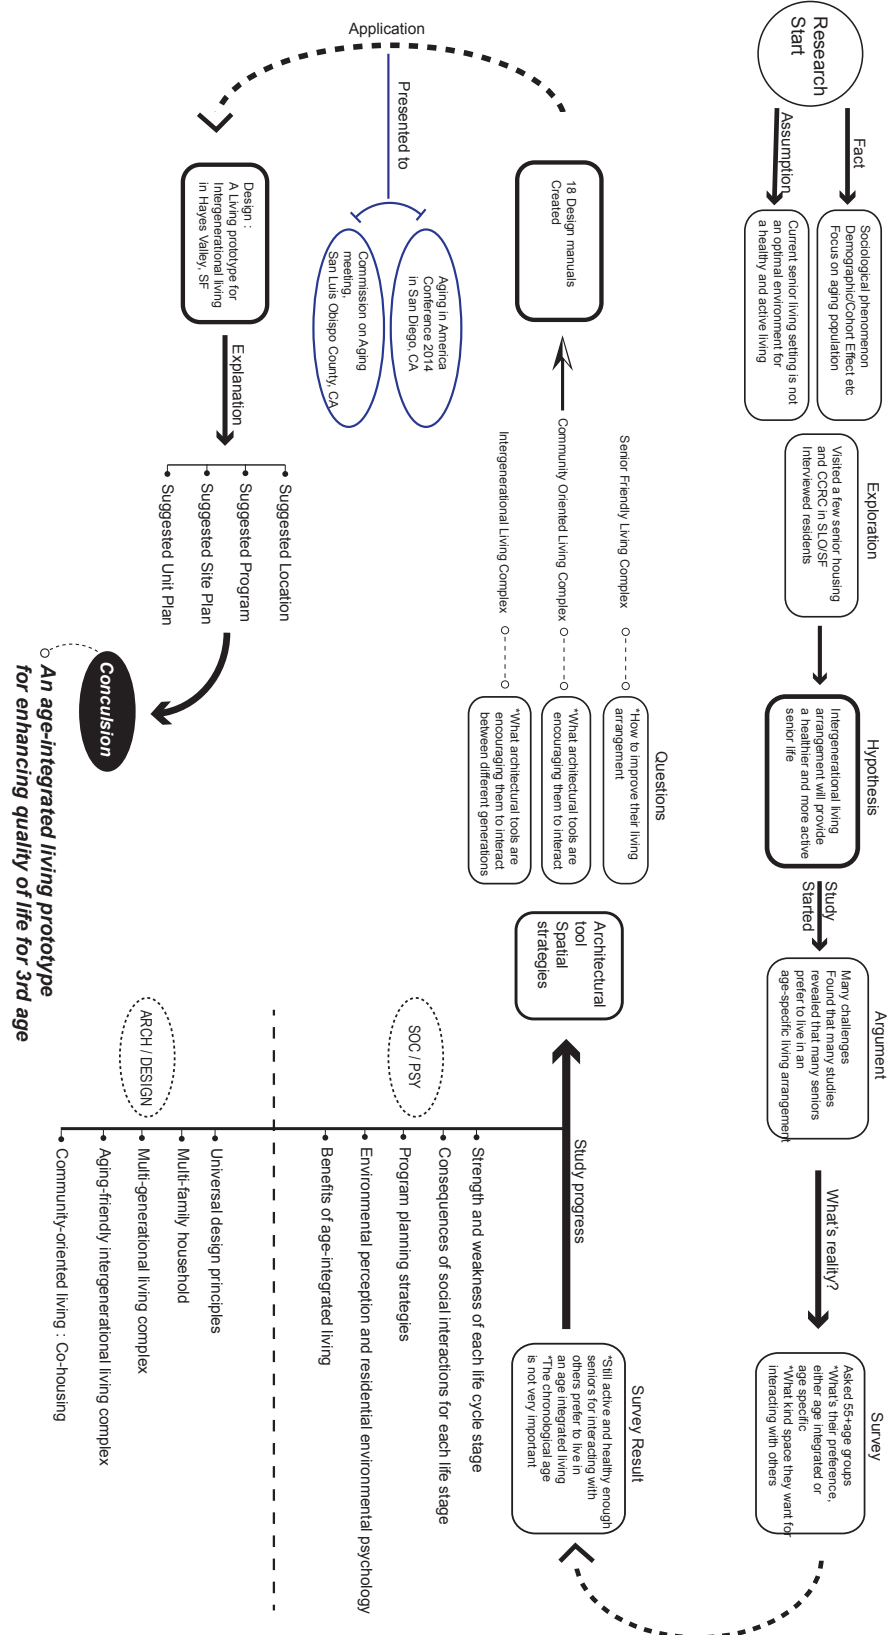 Research
Start
Fact
Assumption
Sociological phenomenon
Demographic/Cohort Effect etc
Focus on aging population
Current senior living setting is not
an optimal environment for
a healthy and active living
Exploration
Visited a few senior housing
and CCRC in SLO/SF
Interviewed residents
Hypothesis
Intergenerational living
arrangement will provide
a healthier and more active
senior life
Study
Started
Argument
Many challenges
Found that many studies
revealed that many seniors
prefer to live in an
age-specific living arrangement
What's reality?
Survey
Asked 55+age groups
*What's their preference,
either age integrated or
age specific
*What kind space they want for
interacting with others
Survey Result
*Still active and healthy enough
seniors for interacting with
others prefer to live in
an age integrated living
*The chronological age
is not very important
Study progress
Strength and weakness of each life cycle stage
Consequences of social interactions for each life stage
Program planning strategies
Environmental perception and residential environmental psychology
Benefits of age-integrated living
SOC / PSY
ARCH / DESIGN
Universal design principles
Multi-family household
Multi-generational living complex
Aging-friendly intergenerational living complex
Community-oriented living : Co-housing
Architectural
tool
Spatial
strategies
Questions
*How to improve their living
arrangement
*What architectural tools are
encouraging them to interact
*What architectural tools are
encouraging them to interact
between different generations
Senior Friendly Living Complex
Community Oriented Living Complex
Intergenerational Living Complex
18 Design manuals
Created
Application
Presented to
Aging in America
Conference 2014
in San Diego, CA
Commission on Aging
meeting,
San Luis Obispo County, CA
Design :
A Living prototype for
Intergenerational living
in Hayes Valley, SF
Explanation
Suggested Location
Suggested Program
Suggested Site Plan
Suggested Unit Plan
Conculsion
An age-integrated living prototype
for enhancing quality of life for 3rd age